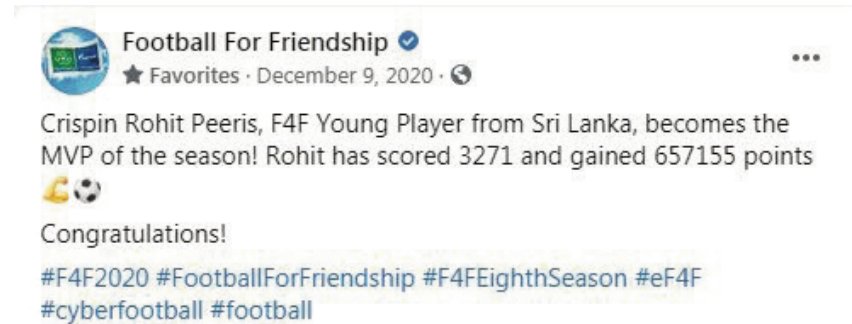 Football For Friendship
Favorites · December 9, 2020 ·
Crispin Rohit Peeris, F4F Young Player from Sri Lanka, becomes the
MVP of the season! Rohit has scored 3271 and gained 657155 points
💪⚽
Congratulations!
#F4F2020 #FootballForFriendship #F4FEighthSeason #eF4F
#cyberfootball #football